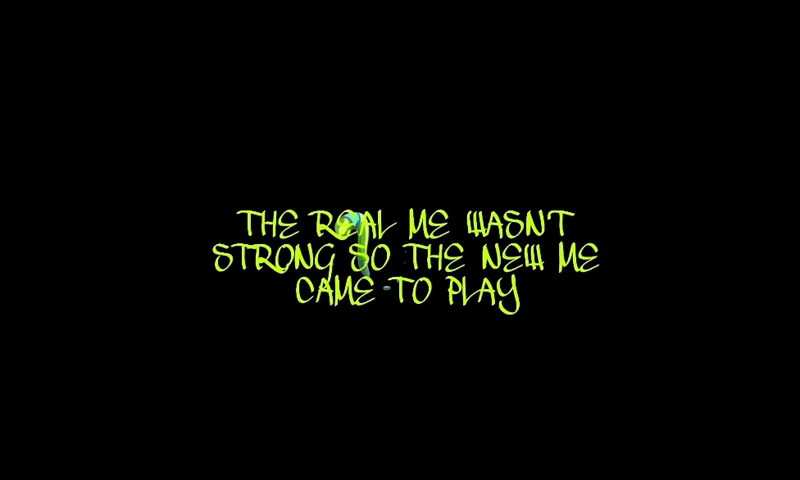 THE REAL ME WASNT
STRONG SO THE NEW ME
CAME TO PLAY